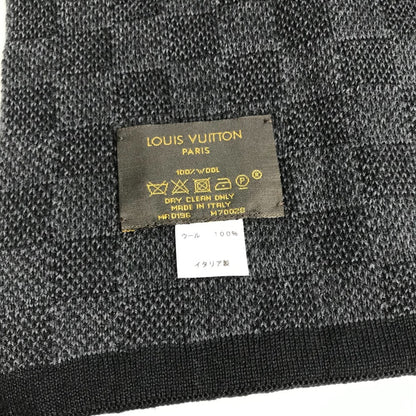 LOUIS VUITTON
PARIS
100% WOOL
P
DRY CLEAN ONLY
MADE IN ITALY
MF0196 M70028
ウール 100%
イタリア製